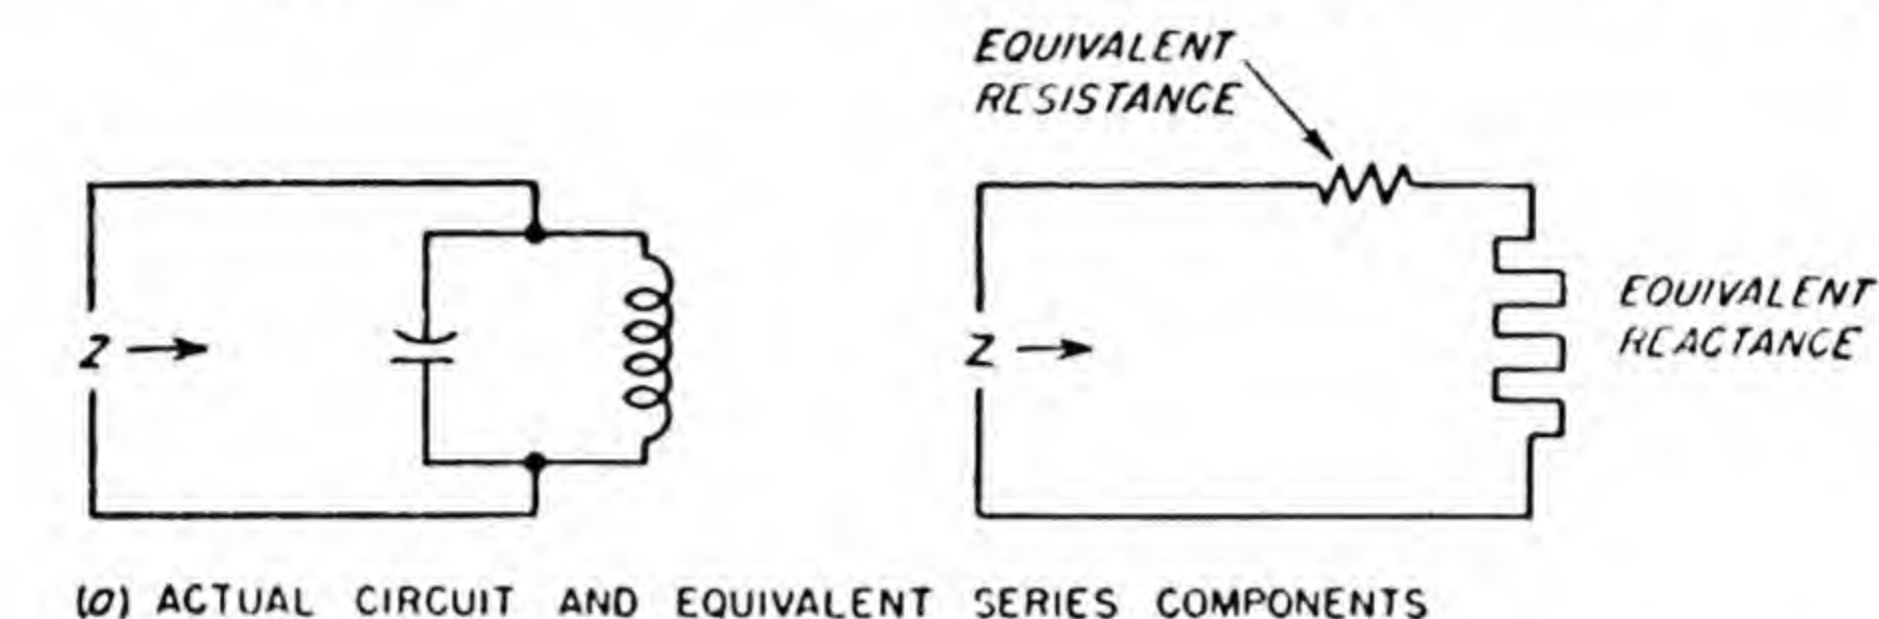 EQUIVALENT
RESISTANCE
Z
Z
EQUIVALENT
REACTANCE
(a) ACTUAL CIRCUIT AND EQUIVALENT SERIES COMPONENTS